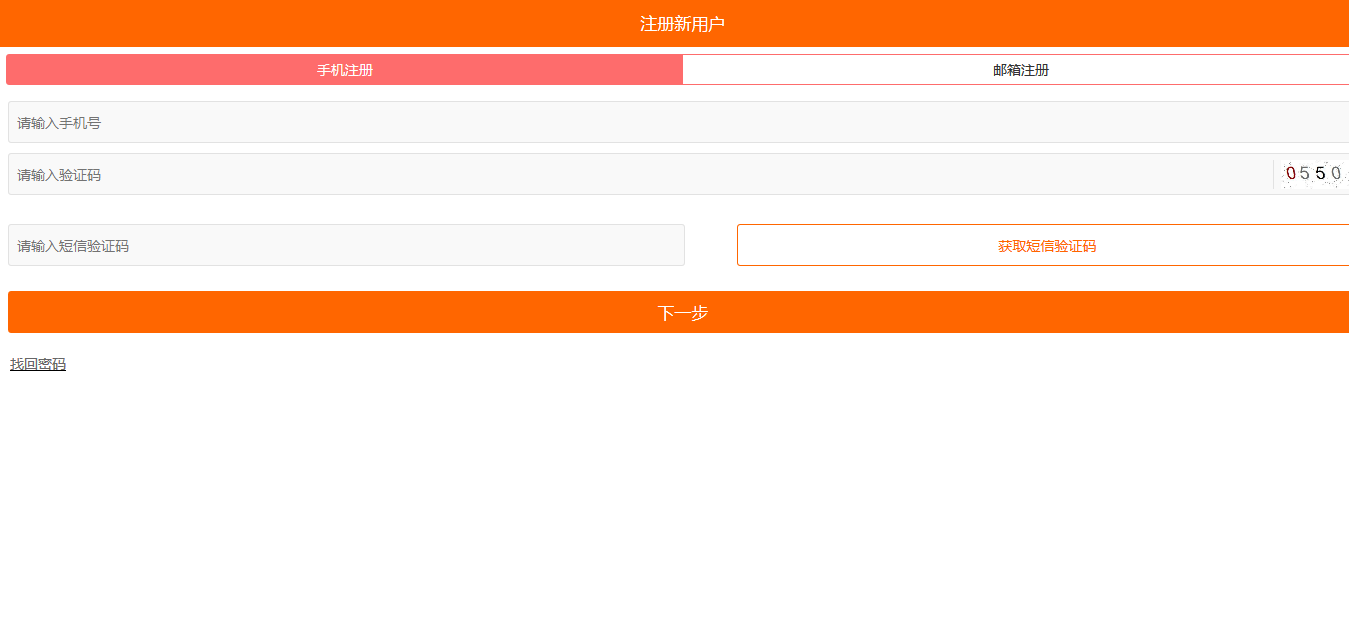 注册新用户
手机注册 邮箱注册
请输入手机号
请输入验证码 0550
请输入短信验证码 获取短信验证码
下一步
找回密码